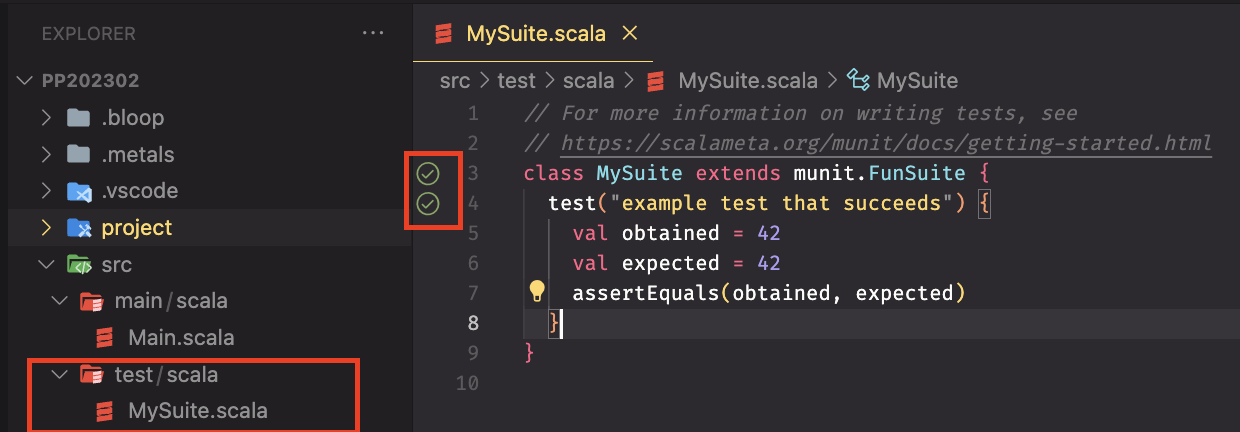 EXPLORER ...
PP202302
.bloop
.metals
.vscode
project
src
main/scala
Main.scala
test/scala
MySuite.scala
MySuite.scala ×
src > test > scala > MySuite.scala > MySuite
1 // For more information on writing tests, see
2 // https://scalameta.org/munit/docs/getting-started.html
3 class MySuite extends munit.FunSuite {
4   test("example test that succeeds") {
5     val obtained = 42
6     val expected = 42
7     assertEquals(obtained, expected)
8   }
9 }
10